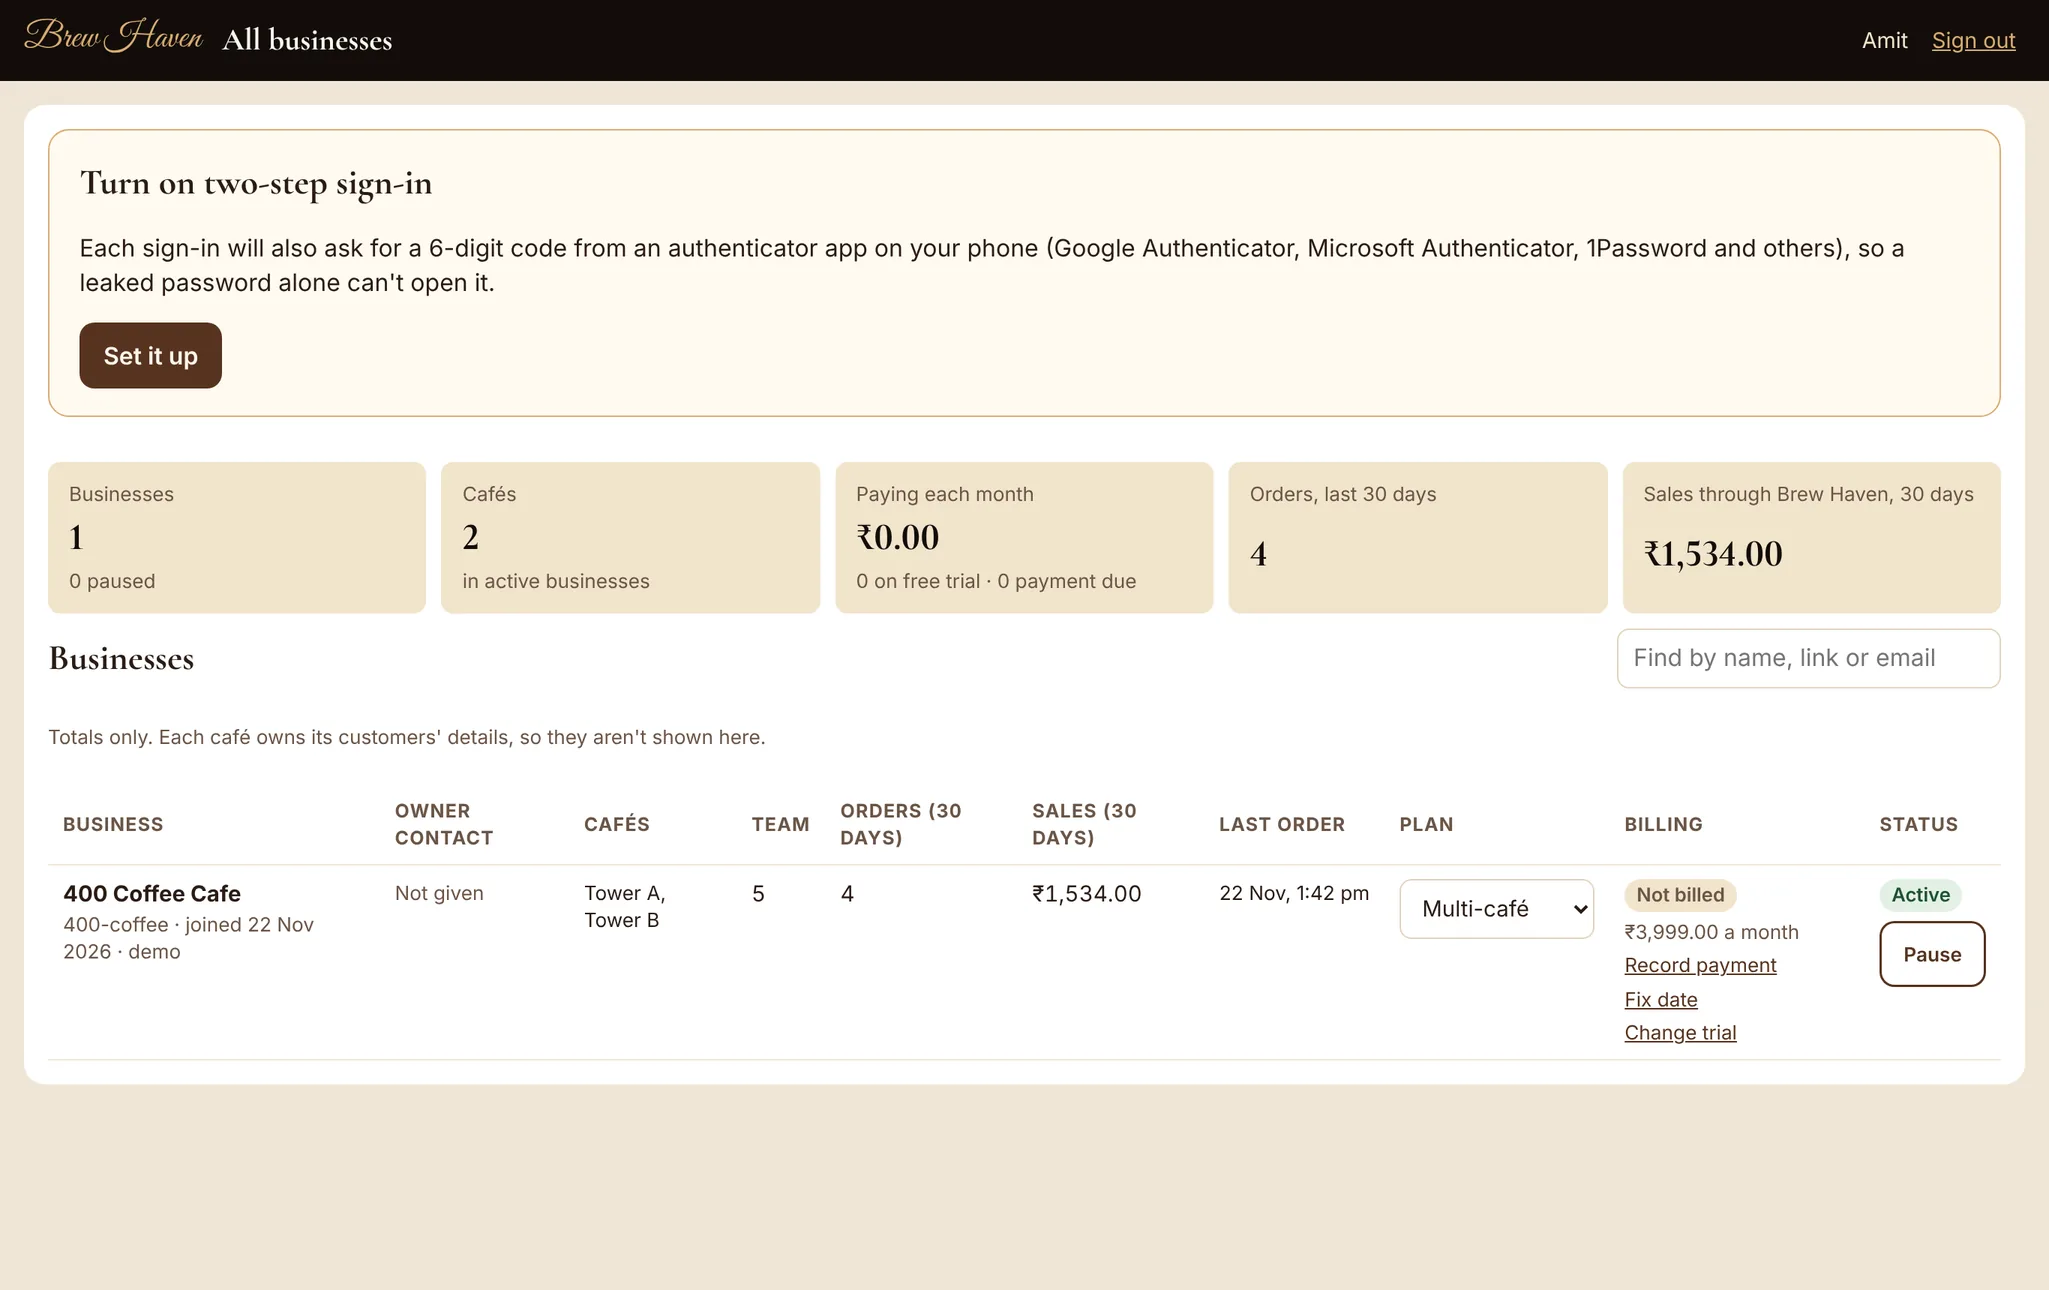 Brew Haven All businesses
Amit Sign out
Turn on two-step sign-in
Each sign-in will also ask for a 6-digit code from an authenticator app on your phone (Google Authenticator, Microsoft Authenticator, 1Password and others), so a
leaked password alone can't open it.
Set it up
Businesses
1
0 paused
Cafés
2
in active businesses
Paying each month
₹0.00
0 on free trial · 0 payment due
Orders, last 30 days
4
Sales through Brew Haven, 30 days
₹1,534.00
Businesses
Find by name, link or email
Totals only. Each café owns its customers' details, so they aren't shown here.
BUSINESS
OWNER
CONTACT
CAFÉS
TEAM
ORDERS (30
DAYS)
SALES (30
DAYS)
LAST ORDER
PLAN
BILLING
STATUS
400 Coffee Cafe
400-coffee · joined 22 Nov
2026 · demo
Not given
Tower A,
Tower B
5
4
₹1,534.00
22 Nov, 1:42 pm
Multi-café
Not billed
₹3,999.00 a month
Record payment
Fix date
Change trial
Active
Pause